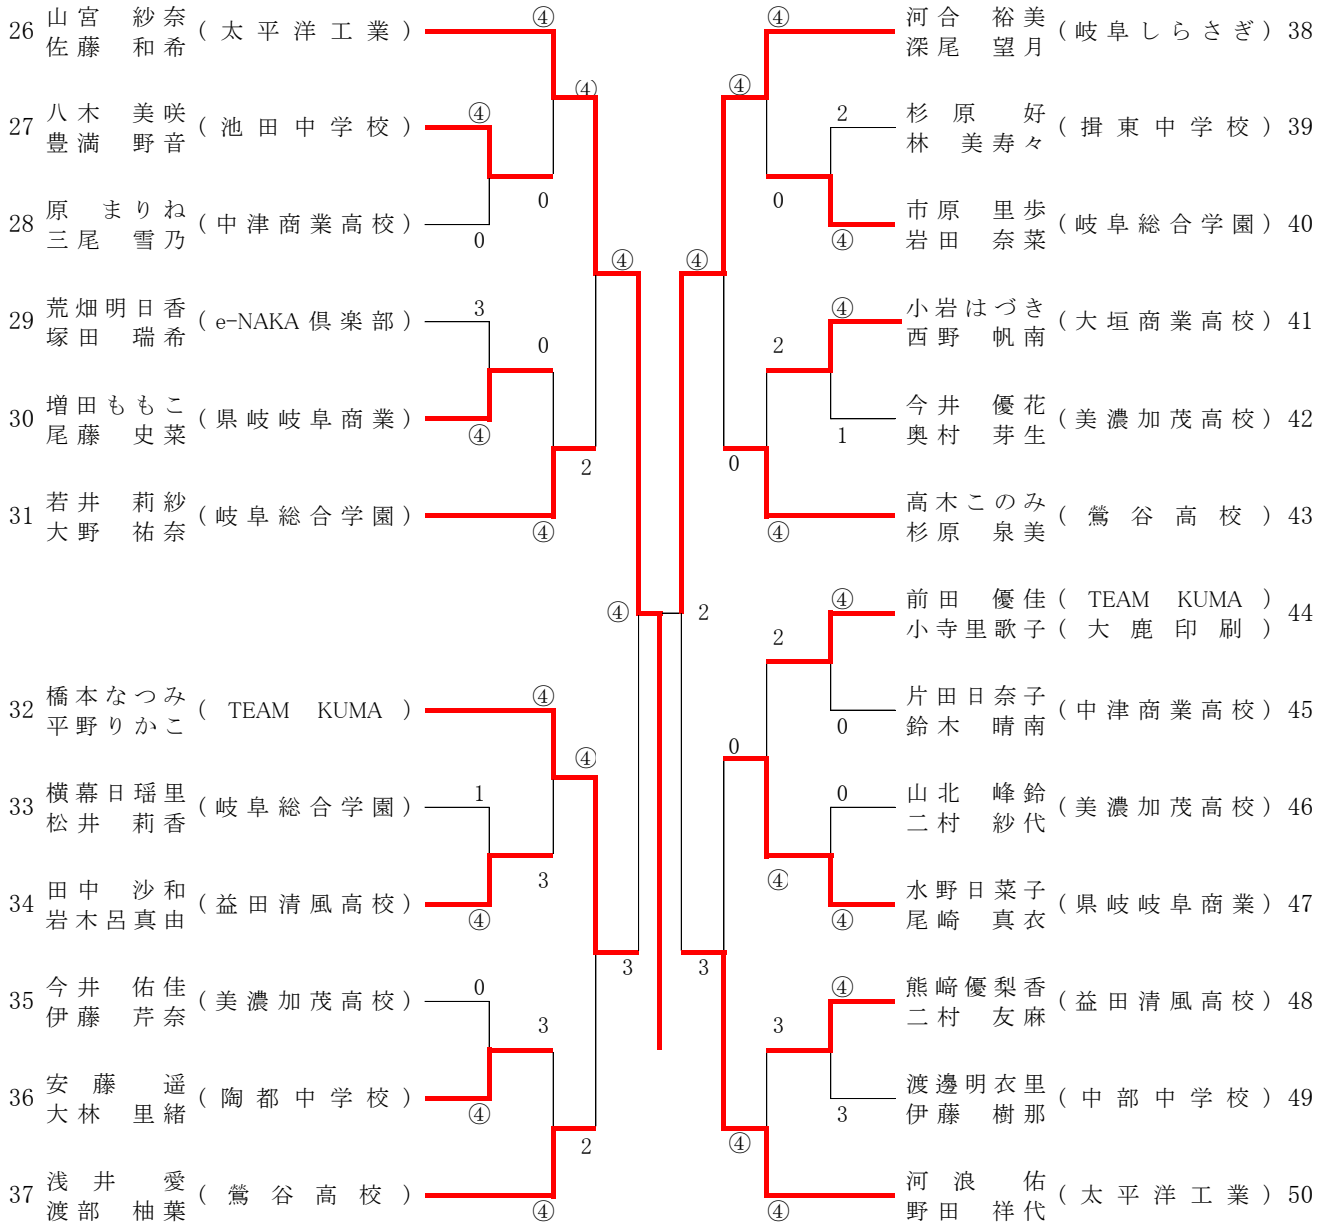 26 山宮 紗奈 (太平洋工業)
佐藤 和希
④
④
27 八木 美咲 (池田中学校)
豊満 野音
④
0
28 原 まりね (中津商業高校)
三尾 雪乃
0
④
29 荒畑明日香 (e-NAKA倶楽部)
塚田 瑞希
3
0
30 増田ももこ (県岐岐阜商業)
尾藤 史菜
④
2
31 若井 莉紗 (岐阜総合学園)
大野 祐奈
④
④
32 橋本なつみ (TEAM KUMA)
平野りかこ
④
④
33 横幕日瑶里 (岐阜総合学園)
松井 莉香
1
3
34 田中 沙和 (益田清風高校)
岩木呂真由
④
3
35 今井 佑佳 (美濃加茂高校)
伊藤 芹奈
0
3
36 安藤 遥 (陶都中学校)
大林 里緒
④
2
37 浅井 愛 (鶯谷高校)
渡部 柚葉
④
④
河合 裕美 (岐阜しらさぎ) 38
深尾 望月
④
2
杉原 好 (揖東中学校) 39
林 美寿々
0
市原 里歩 (岐阜総合学園) 40
岩田 奈菜
④
④
④
小岩はづき (大垣商業高校) 41
西野 帆南
2
今井 優花 (美濃加茂高校) 42
奥村 芽生
1
0
高木このみ (鶯谷高校) 43
杉原 泉美
④
2
④
前田 優佳 (TEAM KUMA) 44
小寺里歌子 (大鹿印刷)
2
片田日奈子 (中津商業高校) 45
鈴木 晴南
0
0
0
山北 峰鈴 (美濃加茂高校) 46
二村 紗代
④
水野日菜子 (県岐岐阜商業) 47
尾崎 真衣
④
3
④
熊﨑優梨香 (益田清風高校) 48
二村 友麻
3
渡邊明衣里 (中部中学校) 49
伊藤 樹那
3
④
河浪 佑 (太平洋工業) 50
野田 祥代
④